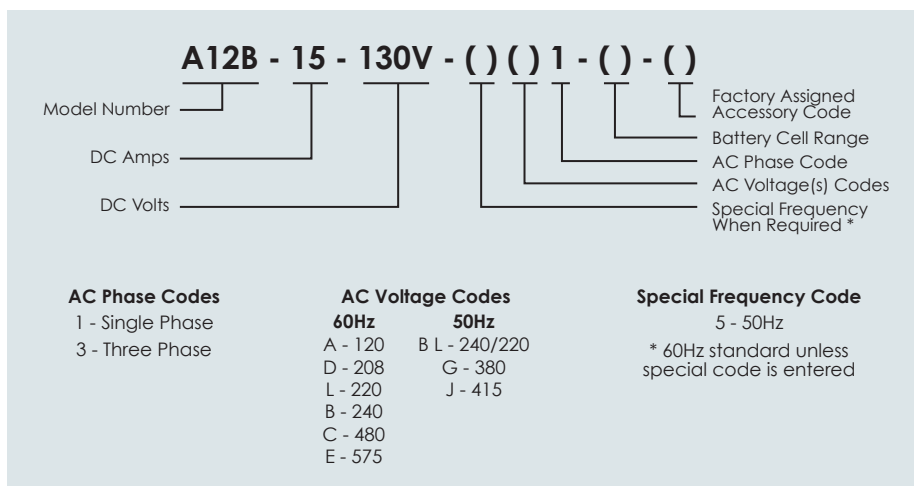 A12B - 15 - 130V - ( ) ( ) 1 - ( ) - ( )
Model Number
DC Amps
DC Volts
Factory Assigned
Accessory Code
Battery Cell Range
AC Phase Code
AC Voltage(s) Codes
Special Frequency
When Required *
AC Phase Codes
1 - Single Phase
3 - Three Phase
AC Voltage Codes
60Hz 50Hz
A - 120 B L - 240/220
D - 208 G - 380
L - 220 J - 415
B - 240
C - 480
E - 575
Special Frequency Code
5 - 50Hz
* 60Hz standard unless
special code is entered